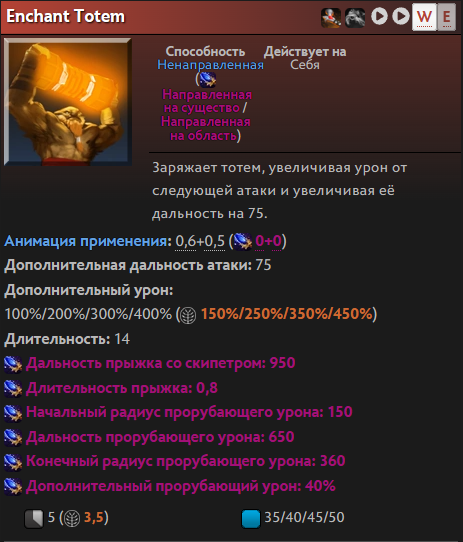 Enchant Totem W E
Способность Действует на
Ненаправленная Себя
(
Направленная
на существо /
Направленная
на область)
Заряжает тотем, увеличивая урон от
следующей атаки и увеличивая её
дальность на 75.
Анимация применения: 0,6+0,5 ( 0+0)
Дополнительная дальность атаки: 75
Дополнительный урон:
100%/200%/300%/400% ( 150%/250%/350%/450%)
Длительность: 14
Дальность прыжка со скипетром: 950
Длительность прыжка: 0,8
Начальный радиус прорубающего урона: 150
Дальность прорубающего урона: 650
Конечный радиус прорубающего урона: 360
Дополнительный прорубающий урон: 40%
5 ( 3,5) 35/40/45/50